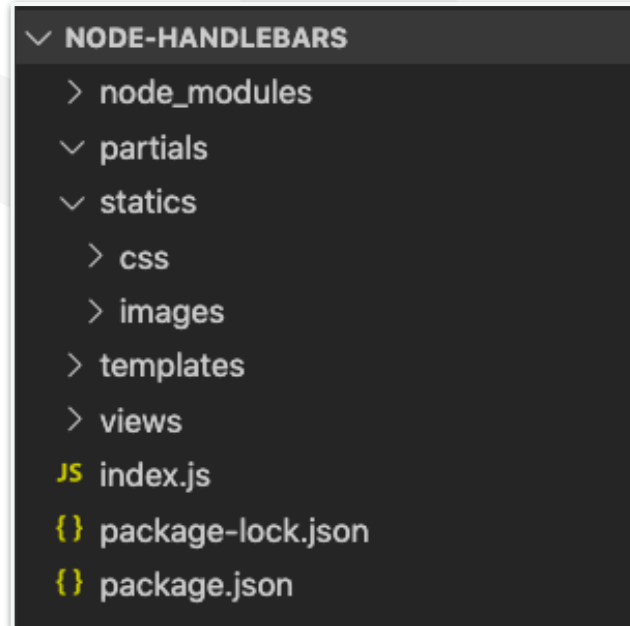 NODE-HANDLEBARS
node_modules
partials
statics
css
images
templates
views
JS index.js
{} package-lock.json
{} package.json